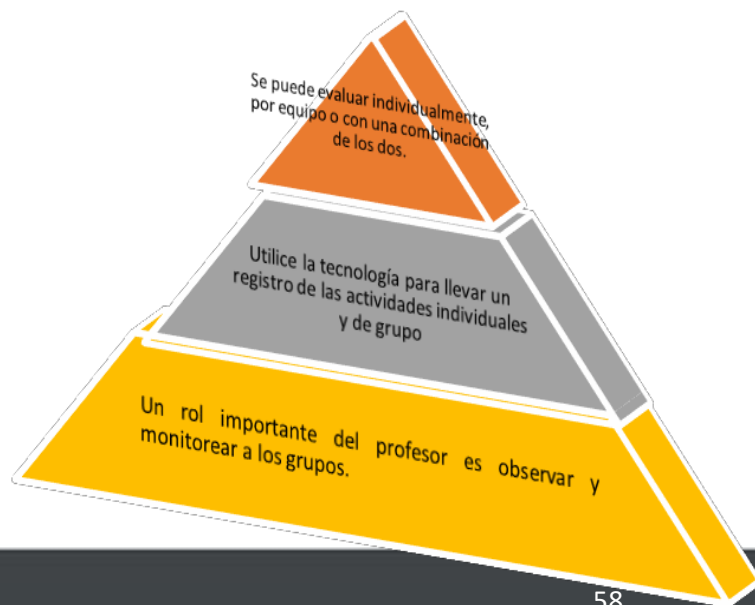 Se puede evaluar individualmente,
por equipo o con una combinación
de los dos.
Utilice la tecnología para llevar un
registro de las actividades individuales
y de grupo
Un rol importante del profesor es observar y
monitorear a los grupos.
58